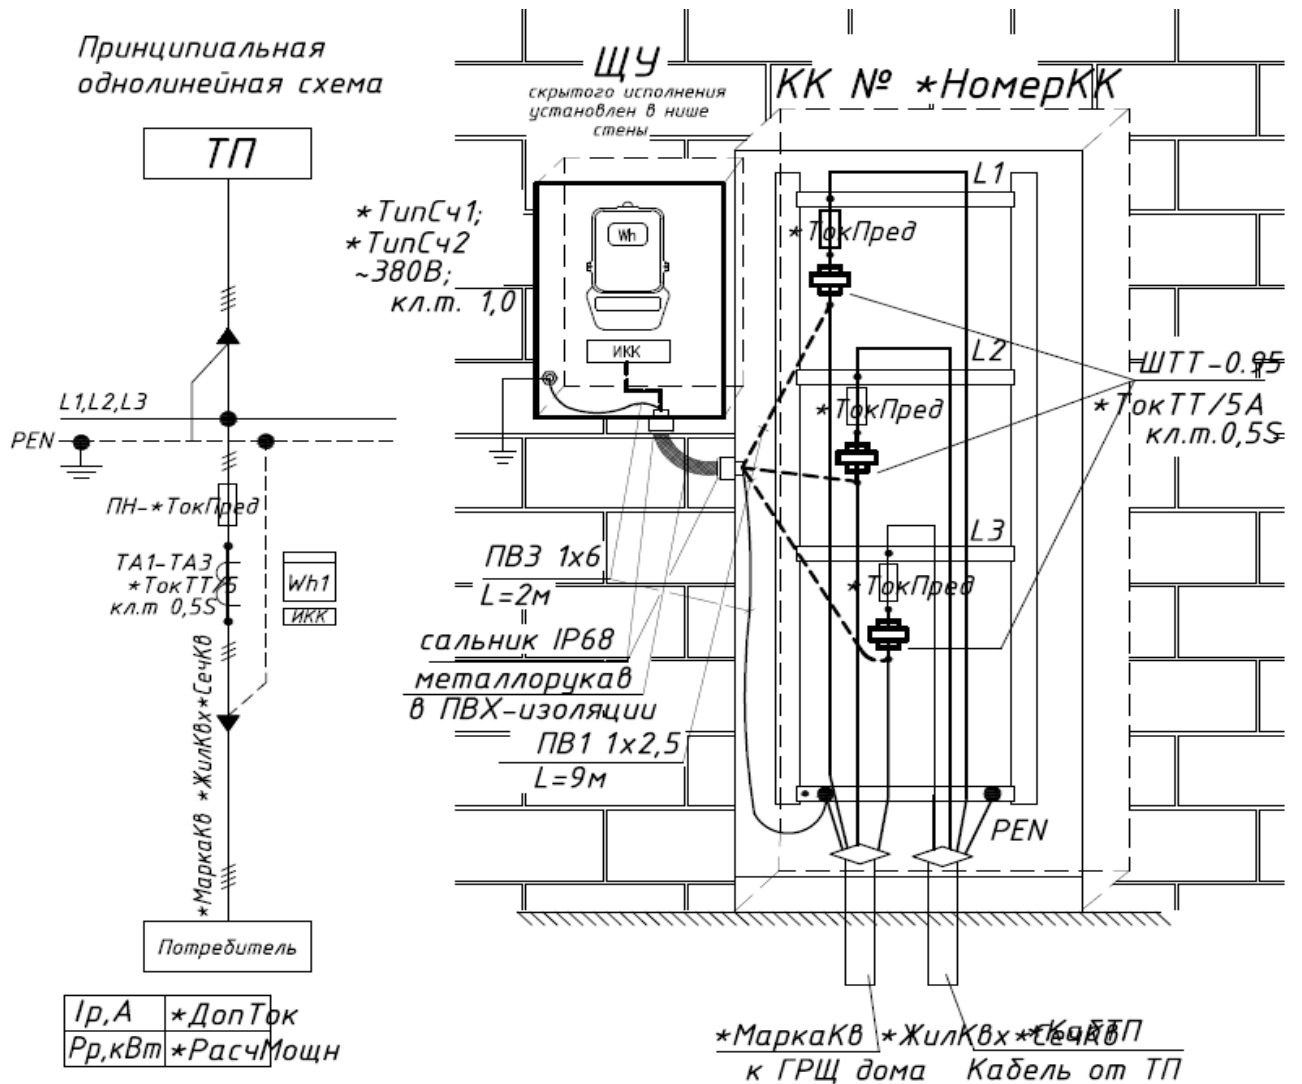 Принципиальная
однолинейная схема
ТП
L1,L2,L3
PEN
ПН-*ТокПред
ТА1-ТА3
*ТокТТ/5
кл.т 0,5S
Wh1
ИКК
*МаркаКв *ЖилКвх*СечКв
Потребитель
Iр,А *ДопТок
Рр,кВт *РасчМощн
ЩУ
скрытого исполнения
установлен в нише
стены
*ТипСч1;
*ТипСч2
~380В;
кл.т. 1,0
Wh
ИКК
ПВ3 1х6
L=2м
сальник IP68
металлорукав
в ПВХ-изоляции
ПВ1 1х2,5
L=9м
КК № *НомерКК
L1
*ТокПред
L2
*ТокПред
L3
*ТокПред
PEN
ШТТ-0.95
*ТокТТ/5А
кл.т.0,5S
*МаркаКв *ЖилКвх*СечКв
к ГРЩ дома
*КабТП
Кабель от ТП